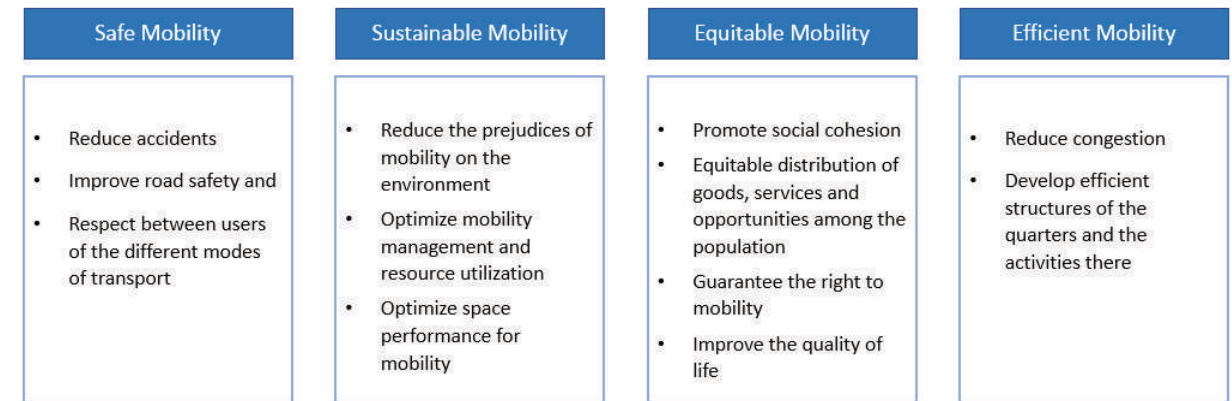 Safe Mobility
• Reduce accidents
• Improve road safety and
• Respect between users
of the different modes
of transport
Sustainable Mobility
• Reduce the prejudices of
mobility on the
environment
• Optimize mobility
management and
resource utilization
• Optimize space
performance for
mobility
Equitable Mobility
• Promote social cohesion
• Equitable distribution of
goods, services and
opportunities among the
population
• Guarantee the right to
mobility
• Improve the quality of
life
Efficient Mobility
• Reduce congestion
• Develop efficient
structures of the
quarters and the
activities there